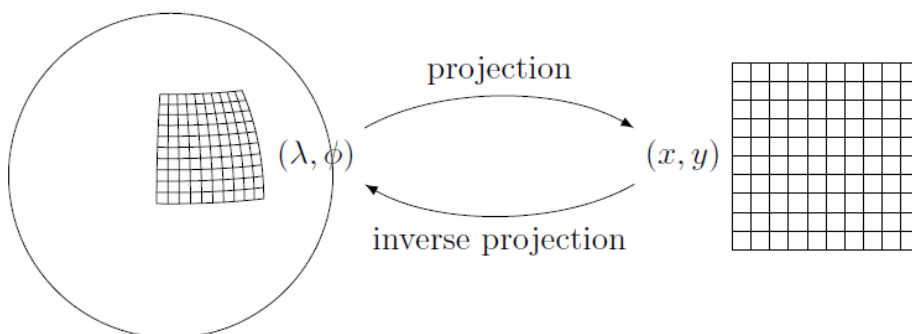 projection
(λ, ϕ)
(x, y)
inverse projection